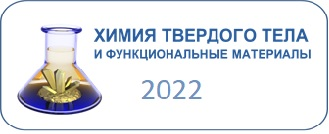 ХИМИЯ ТВЕРДОГО ТЕЛА
И ФУНКЦИОНАЛЬНЫЕ МАТЕРИАЛЫ
2022